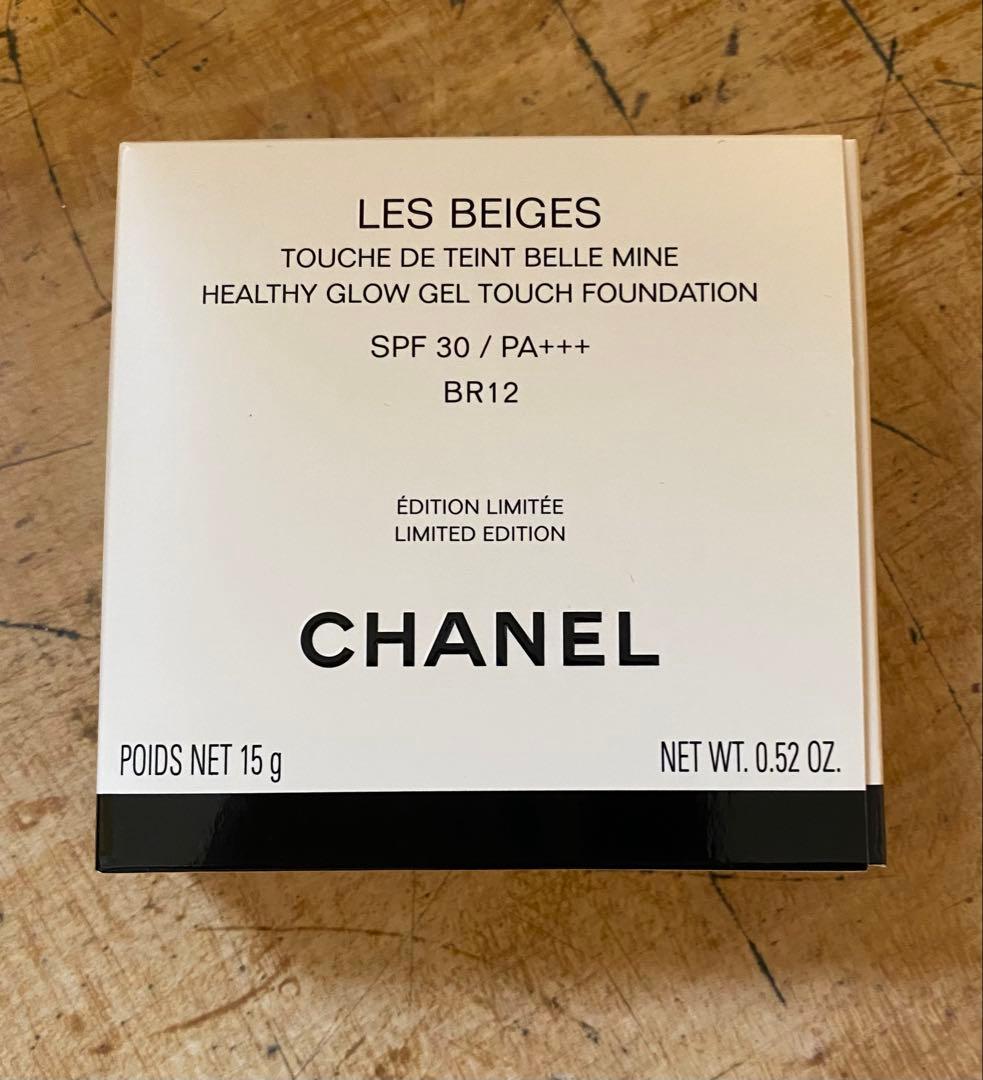 LES BEIGES
TOUCHE DE TEINT BELLE MINE
HEALTHY GLOW GEL TOUCH FOUNDATION
SPF 30 / PA+++
BR12
ÉDITION LIMITÉE
LIMITED EDITION
CHANEL
POIDS NET 15 g NET WT. 0.52 OZ.